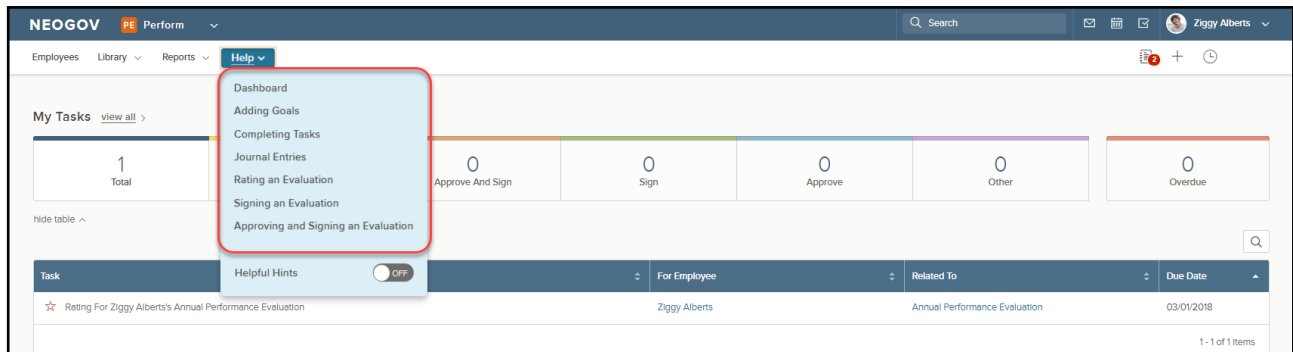 NEOGOV PE Perform Search Ziggy Alberts
Employees Library Reports Help 2
Dashboard
Adding Goals
Completing Tasks
Journal Entries
Rating an Evaluation
Signing an Evaluation
Approving and Signing an Evaluation
Helpful Hints OFF
My Tasks view all >
1 0 0 0 0 0
Total Approve And Sign Sign Approve Other Overdue
hide table
Task For Employee Related To Due Date
Rating For Ziggy Alberts's Annual Performance Evaluation Ziggy Alberts Annual Performance Evaluation 03/01/2018
1 - 1 of 1 items